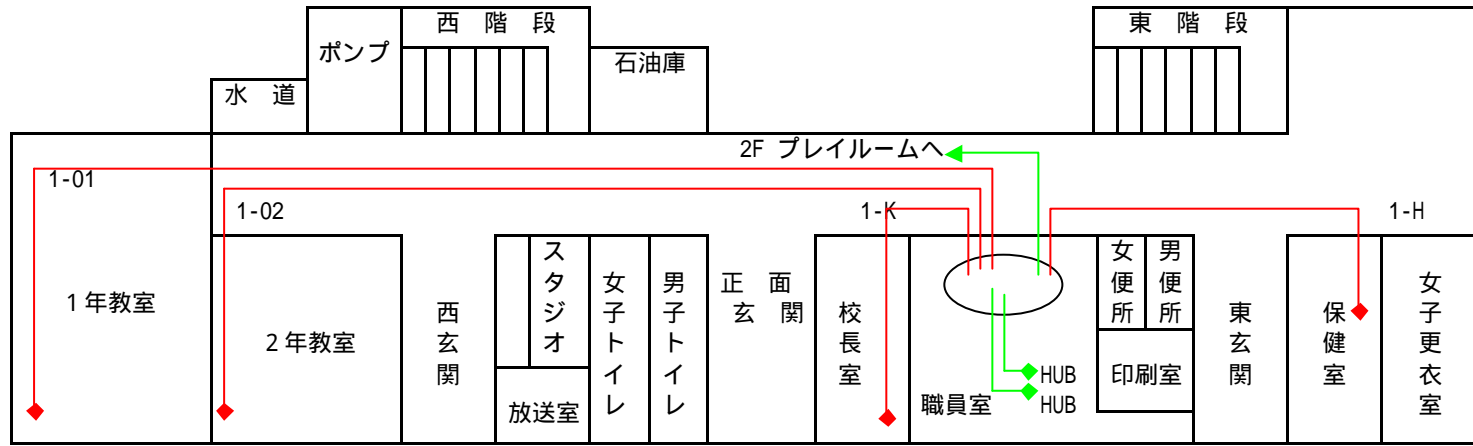 西 階 段
東 階 段
ポンプ
石油庫
水 道
2F プレイルームへ
1-01
1-02
1-K
1-H
1年教室
2年教室
西玄関
スタジオ
放送室
女子トイレ
男子トイレ
正 面
玄 関
校長室
職員室
HUB
HUB
女便所
男便所
印刷室
東玄関
保健室
女子更衣室